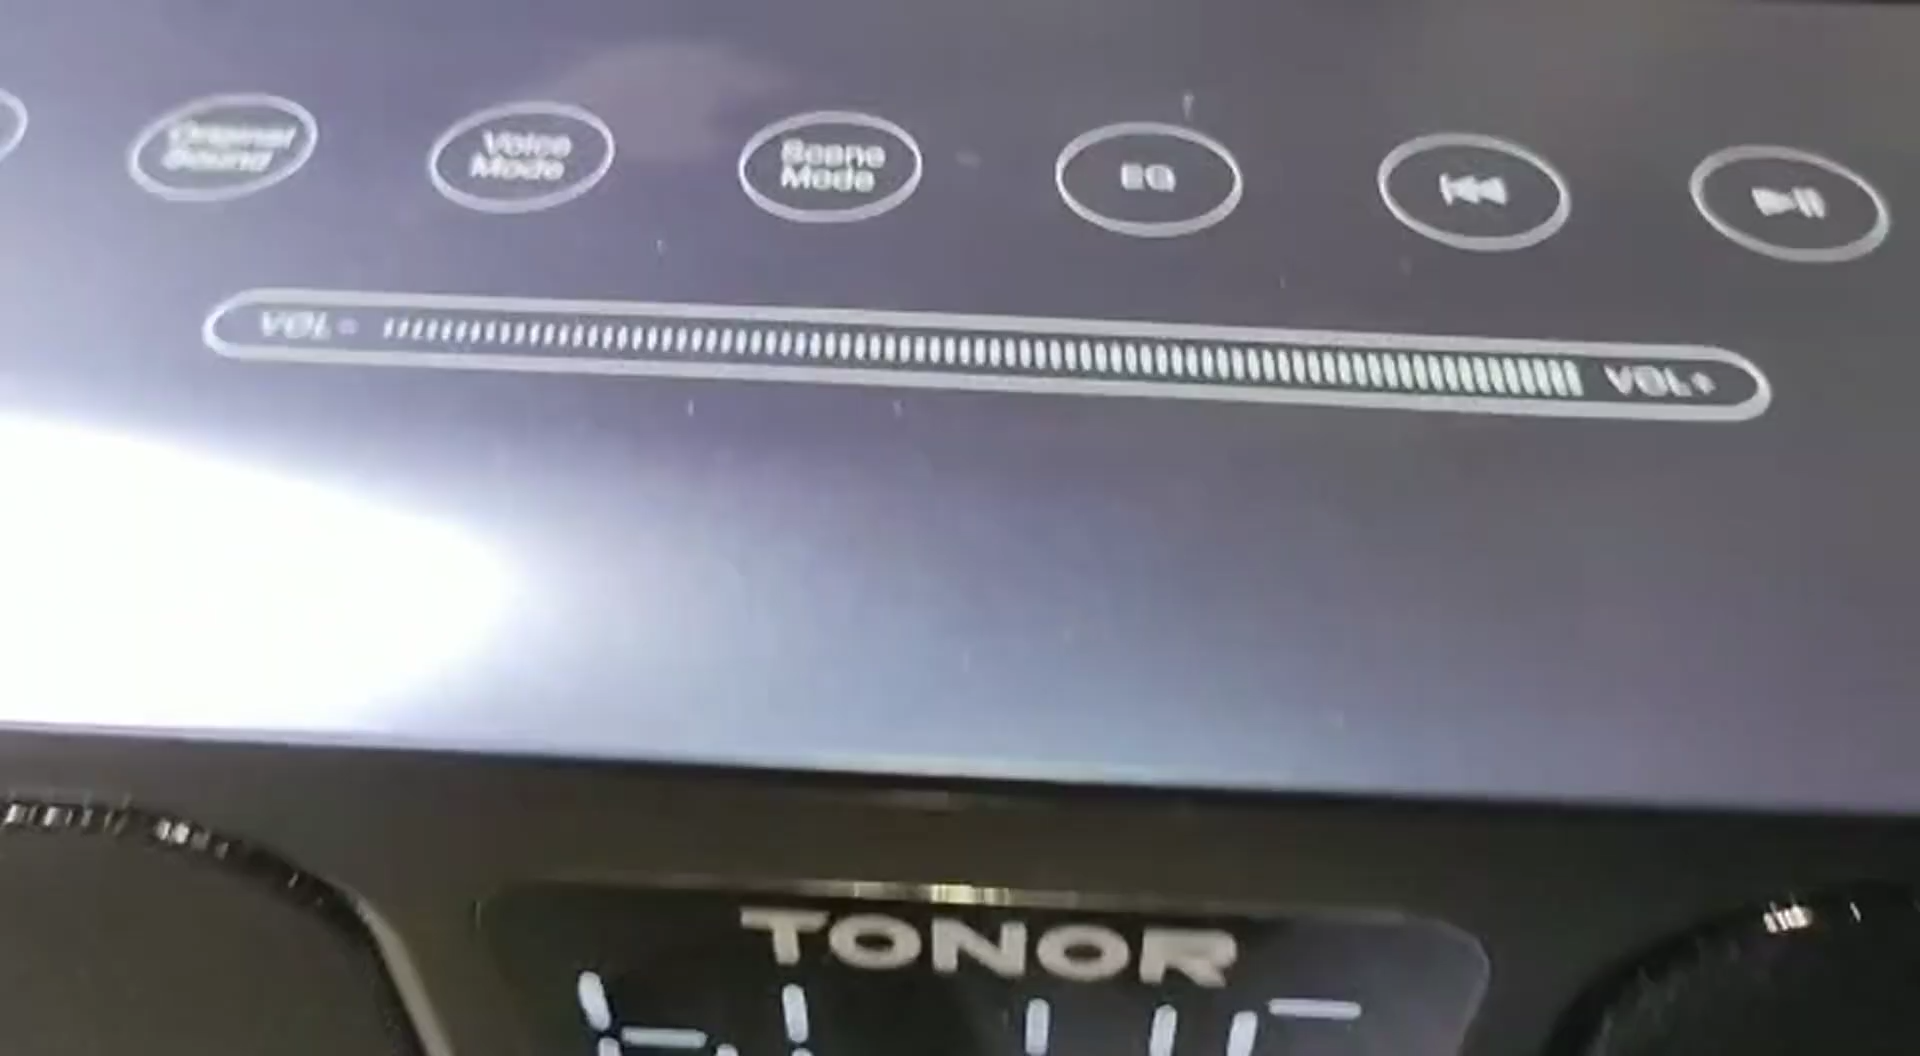 Original
Sound
Voice
Mode
Scene
Mode
EQ
VOL -
VOL+
TONOR